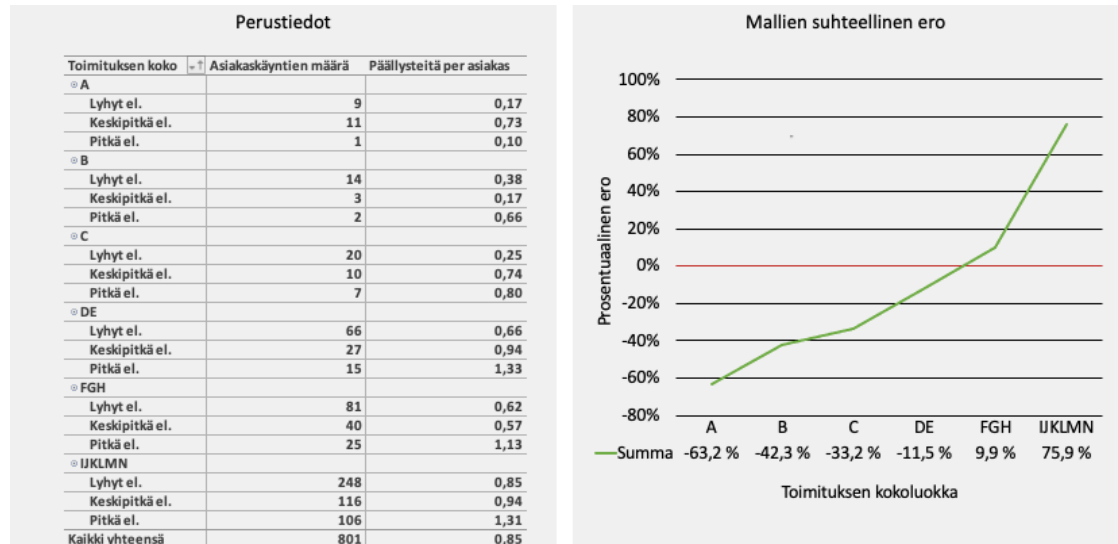 Perustiedot
Toimituksen koko Asiakaskäyntien määrä Päällysteitä per asiakas
A
Lyhyt el. 9 0,17
Keskipitkä el. 11 0,73
Pitkä el. 1 0,10
B
Lyhyt el. 14 0,38
Keskipitkä el. 3 0,17
Pitkä el. 2 0,66
C
Lyhyt el. 20 0,25
Keskipitkä el. 10 0,74
Pitkä el. 7 0,80
DE
Lyhyt el. 66 0,66
Keskipitkä el. 27 0,94
Pitkä el. 15 1,33
FGH
Lyhyt el. 81 0,62
Keskipitkä el. 40 0,57
Pitkä el. 25 1,13
IJKLMN
Lyhyt el. 248 0,85
Keskipitkä el. 116 0,94
Pitkä el. 106 1,31
Kaikki yhteensä 801 0,85
Mallien suhteellinen ero
Prosentuaalinen ero
100%
80%
60%
40%
20%
0%
-20%
-40%
-60%
-80%
A B C DE FGH IJKLMN
Summa -63,2 % -42,3 % -33,2 % -11,5 % 9,9 % 75,9 %
Toimituksen kokoluokka